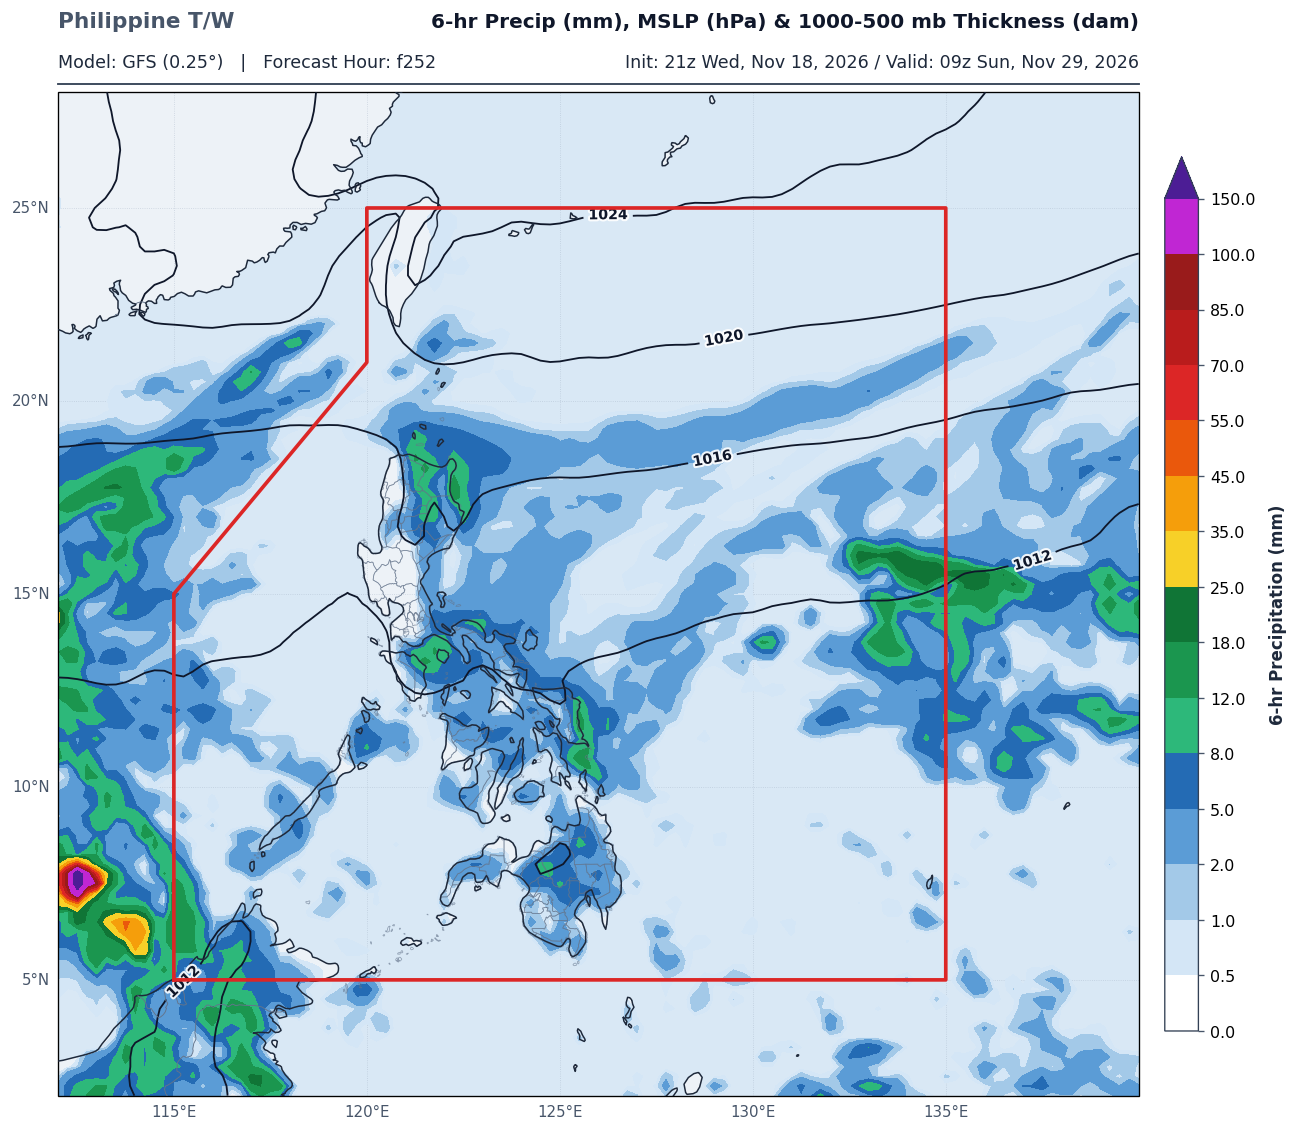 Philippine T/W
6-hr Precip (mm), MSLP (hPa) & 1000-500 mb Thickness (dam)
Model: GFS (0.25°) | Forecast Hour: f252
Init: 21z Wed, Nov 18, 2026 / Valid: 09z Sun, Nov 29, 2026
25°N
20°N
15°N
10°N
5°N
115°E
120°E
125°E
130°E
135°E
1024
1020
1016
1012
1012
150.0
100.0
85.0
70.0
55.0
45.0
35.0
25.0
18.0
12.0
8.0
5.0
2.0
1.0
0.5
0.0
6-hr Precipitation (mm)